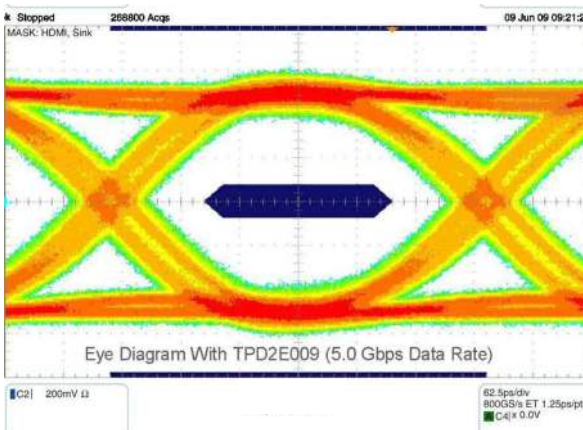 Stopped
268800 Acqs
09 Jun 09 09:21:2
MASK: HDMI, Sink
Eye Diagram With TPD2E009 (5.0 Gbps Data Rate)
C2 200mV Ω
62.5ps/div
800GS/s ET 1.25ps/pt
A C4 x 0.0V